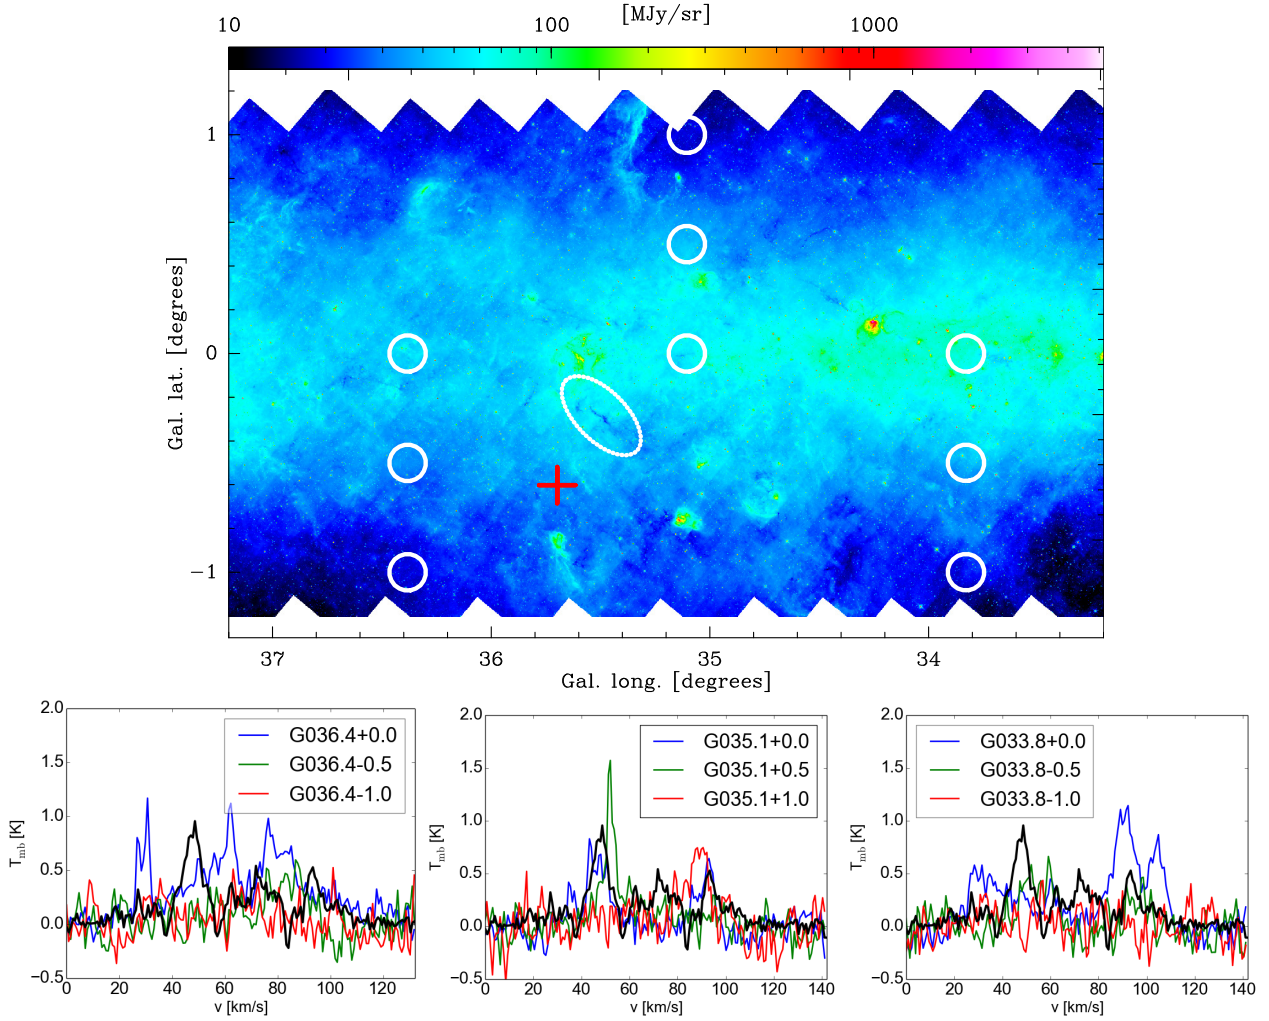 [MJy/sr]
10 100 1000
1
0
−1
Gal. lat. [degrees]
37 36 35 34
Gal. long. [degrees]
2.0
1.5
1.0
0.5
0.0
−0.5
T mb [K]
G036.4+0.0
G036.4-0.5
G036.4-1.0
0 20 40 60 80 100 120
v [km/s]
2.0
1.5
1.0
0.5
0.0
−0.5
T mb [K]
G035.1+0.0
G035.1+0.5
G035.1+1.0
0 20 40 60 80 100 120 140
v [km/s]
2.0
1.5
1.0
0.5
0.0
−0.5
T mb [K]
G033.8+0.0
G033.8-0.5
G033.8-1.0
0 20 40 60 80 100 120 140
v [km/s]